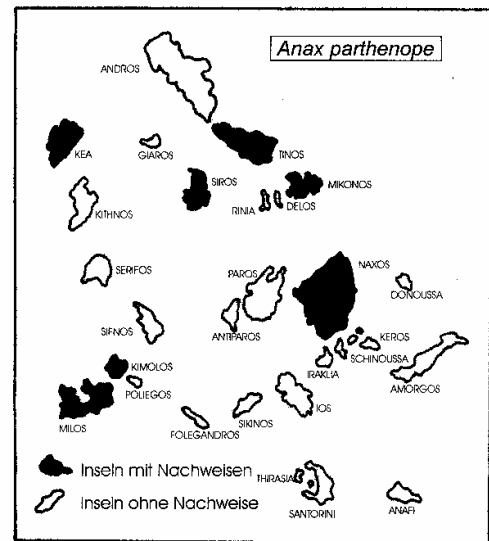 Anax parthenope
ANDROS
KEA
GIAROS
TINOS
SIROS
MIKONOS
RINIA
DELOS
KITHNOS
SERIFOS
PAROS
NAXOS
DONOUSSA
SIFNOS
ANTIPAROS
KEROS
SCHINOUSSA
IRAKLIA
KIMOLOS
POLIEGOS
AMORGOS
MILOS
SIKINOS
IOS
FOLEGANDROS
Inseln mit Nachweisen
THIRASIA
Inseln ohne Nachweise
SANTORINI
ANAFI